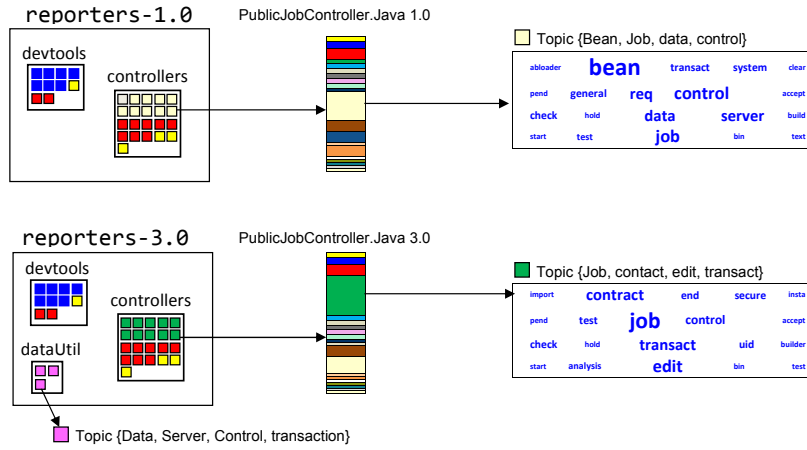 reporters-1.0
PublicJobController.Java 1.0
Topic {Bean, Job, data, control}
devtools
controllers
abloader bean transact system clear
pend general req control accept
check hold data server build
start test job bin text
reporters-3.0
PublicJobController.Java 3.0
Topic {Job, contact, edit, transact}
devtools
controllers
dataUtil
import contract end secure insta
pend test job control accept
check hold transact uid builder
start analysis edit bin test
Topic {Data, Server, Control, transaction}